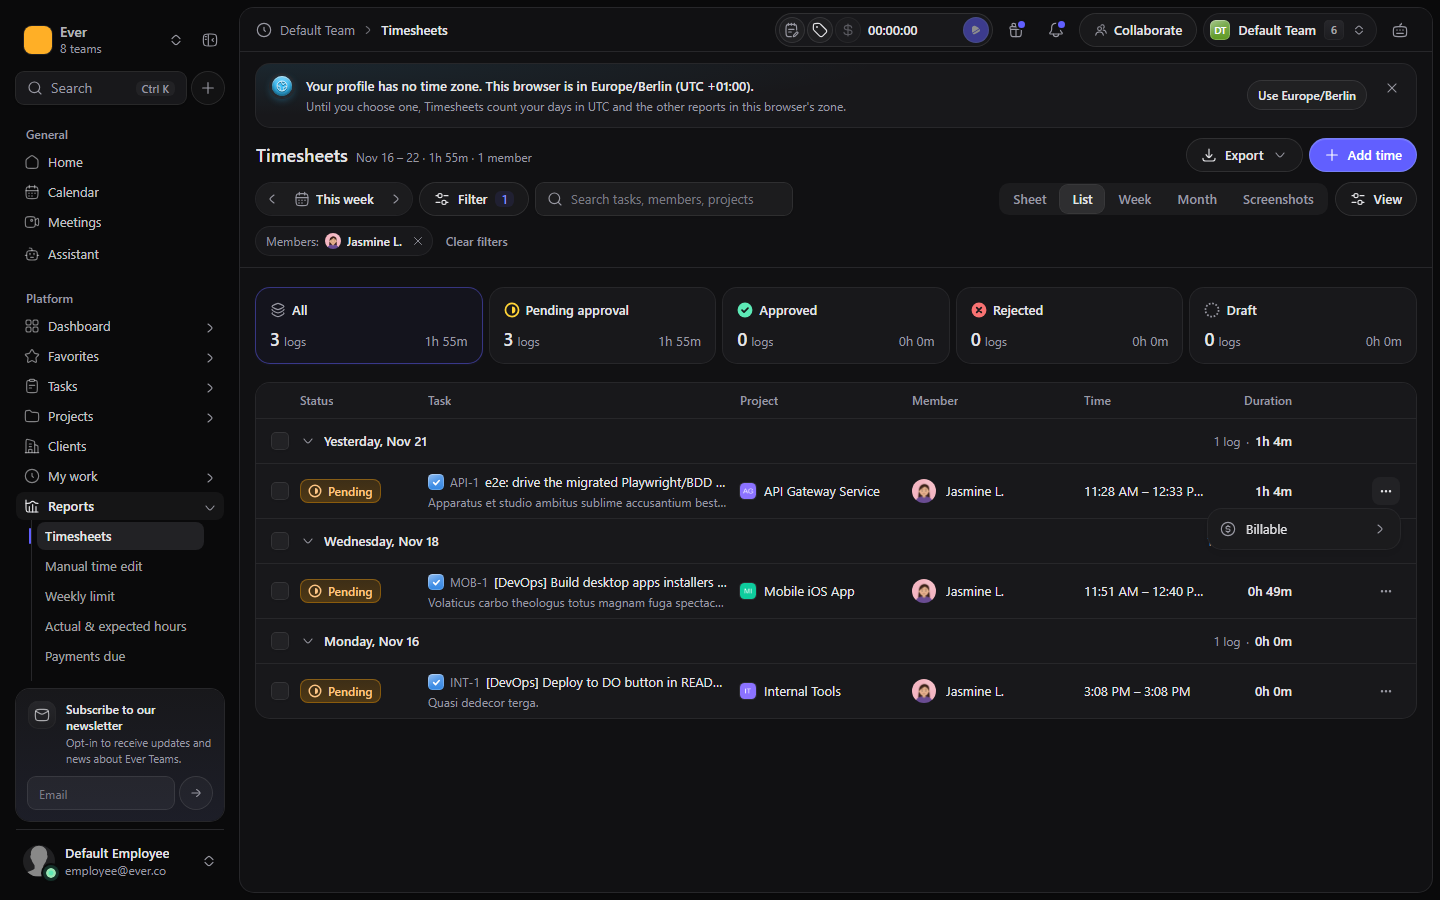 Ever
8 teams
Search
Ctrl K
General
Home
Calendar
Meetings
Assistant
Platform
Dashboard
Favorites
Tasks
Projects
Clients
My work
Reports
Timesheets
Manual time edit
Weekly limit
Actual & expected hours
Payments due
Subscribe to our
newsletter
Opt-in to receive updates and
news about Ever Teams.
Email
Default Employee
employee@ever.co
Default Team
Timesheets
00:00:00
Collaborate
DT
Default Team
6
Your profile has no time zone. This browser is in Europe/Berlin (UTC +01:00).
Until you choose one, Timesheets count your days in UTC and the other reports in this browser's zone.
Use Europe/Berlin
Timesheets Nov 16 – 22 · 1h 55m · 1 member
Export
Add time
This week
Filter 1
Search tasks, members, projects
Sheet List Week Month Screenshots
View
Members: Jasmine L.
Clear filters
All
3 logs 1h 55m
Pending approval
3 logs 1h 55m
Approved
0 logs 0h 0m
Rejected
0 logs 0h 0m
Draft
0 logs 0h 0m
Status Task Project Member Time Duration
Yesterday, Nov 21 1 log · 1h 4m
Pending API-1 e2e: drive the migrated Playwright/BDD ... AG API Gateway Service Jasmine L. 11:28 AM – 12:33 P... 1h 4m
Apparatus et studio ambitus sublime accusantium best...
Billable
Wednesday, Nov 18
Pending MOB-1 [DevOps] Build desktop apps installers ... MI Mobile iOS App Jasmine L. 11:51 AM – 12:40 P... 0h 49m
Volaticus carbo theologus totus magnam fuga spectac...
Monday, Nov 16 1 log · 0h 0m
Pending INT-1 [DevOps] Deploy to DO button in READ... IT Internal Tools Jasmine L. 3:08 PM – 3:08 PM 0h 0m
Quasi dedecor terga.